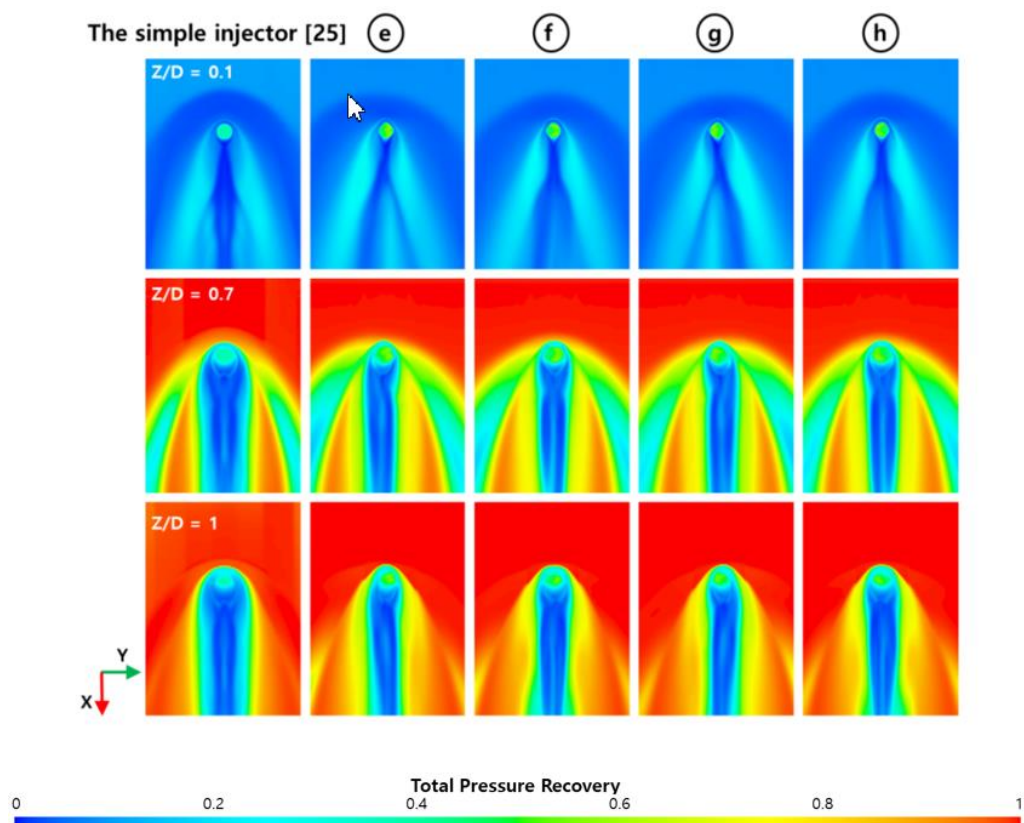 The simple injector [25] e f g h
Z/D = 0.1
Z/D = 0.7
Z/D = 1
Y
X
Total Pressure Recovery
0 0.2 0.4 0.6 0.8 1